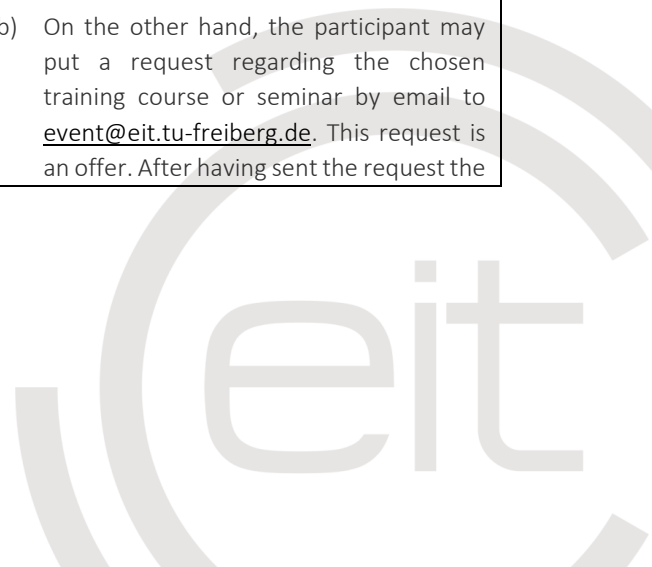 b) On the other hand, the participant may
put a request regarding the chosen
training course or seminar by email to
event@eit.tu-freiberg.de. This request is
an offer. After having sent the request the
eit